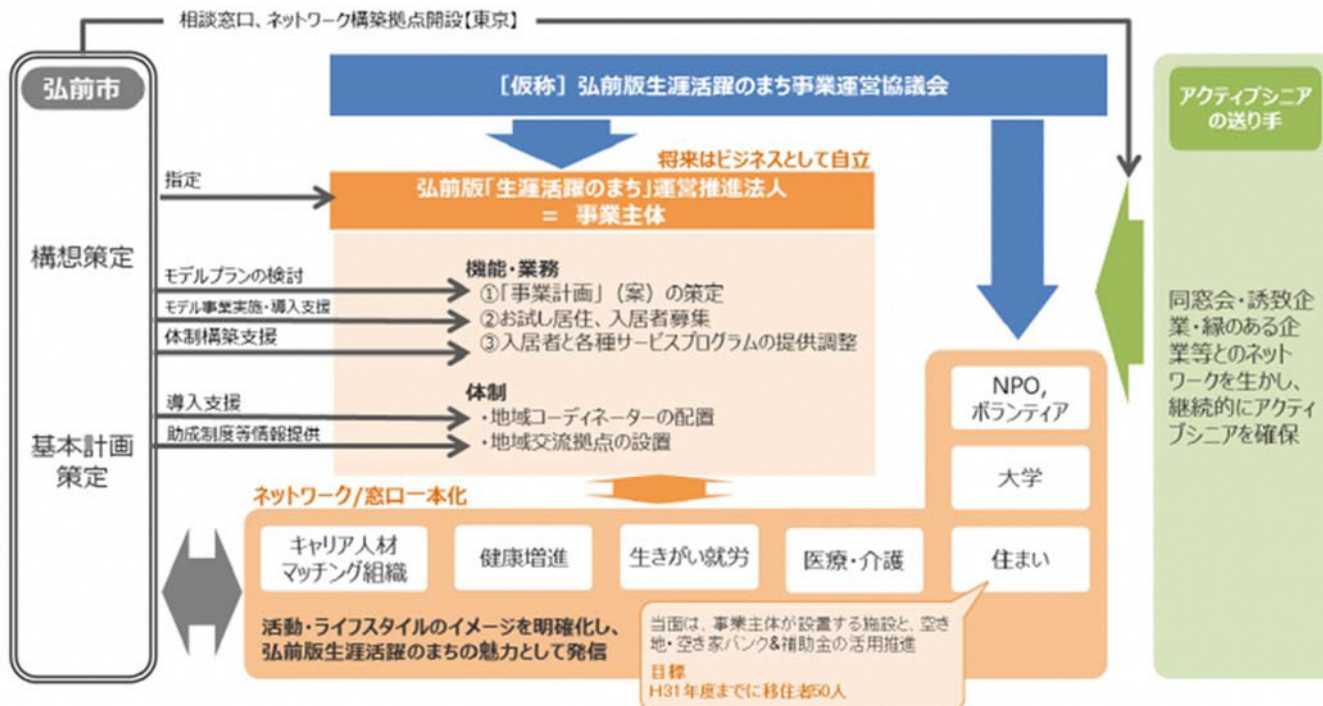 相談窓口、ネットワーク構築拠点開設【東京】
弘前市
構想策定
基本計画
策定
[仮称] 弘前版生涯活躍のまち事業運営協議会
将来はビジネスとして自立
指定
弘前版「生涯活躍のまち」運営推進法人
= 事業主体
モデルプランの検討
モデル事業実施・導入支援
体制構築支援
導入支援
助成制度等情報提供
機能・業務
①「事業計画」(案)の策定
②お試し居住、入居者募集
③入居者と各種サービスプログラムの提供調整
体制
・地域コーディネーターの配置
・地域交流拠点の設置
ネットワーク/窓口一本化
NPO,
ボランティア
大学
キャリア人材
マッチング組織
健康増進
生きがい就労
医療・介護
住まい
活動・ライフスタイルのイメージを明確化し、
弘前版生涯活躍のまちの魅力として発信
当面は、事業主体が設置する施設と、空き
地・空き家バンク&補助金の活用推進
目標
H31年度までに移住者50人
アクティブシニア
の送り手
同窓会・誘致企
業・縁のある企
業等とのネット
ワークを生かし、
継続的にアクティ
ブシニアを確保